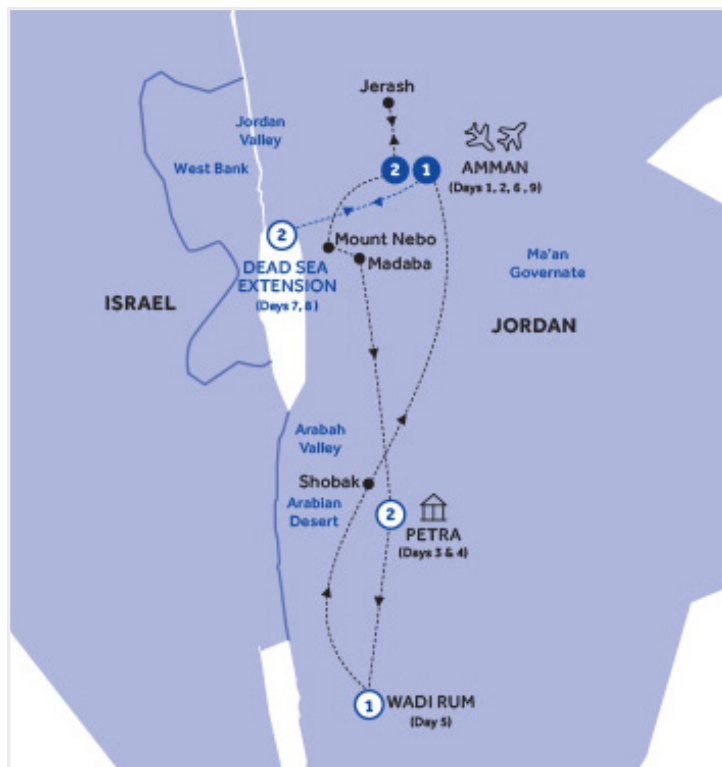 Jerash
Jordan
Valley
West Bank
2
1
AMMAN
(Days 1, 2, 6 , 9)
2
Mount Nebo
Madaba
DEAD SEA
EXTENSION
(Days 7, 8 )
Ma'an
Governate
ISRAEL
JORDAN
Arabah
Valley
Shobak
Arabian
Desert
2
PETRA
(Days 3 & 4)
1
WADI RUM
(Day 5)